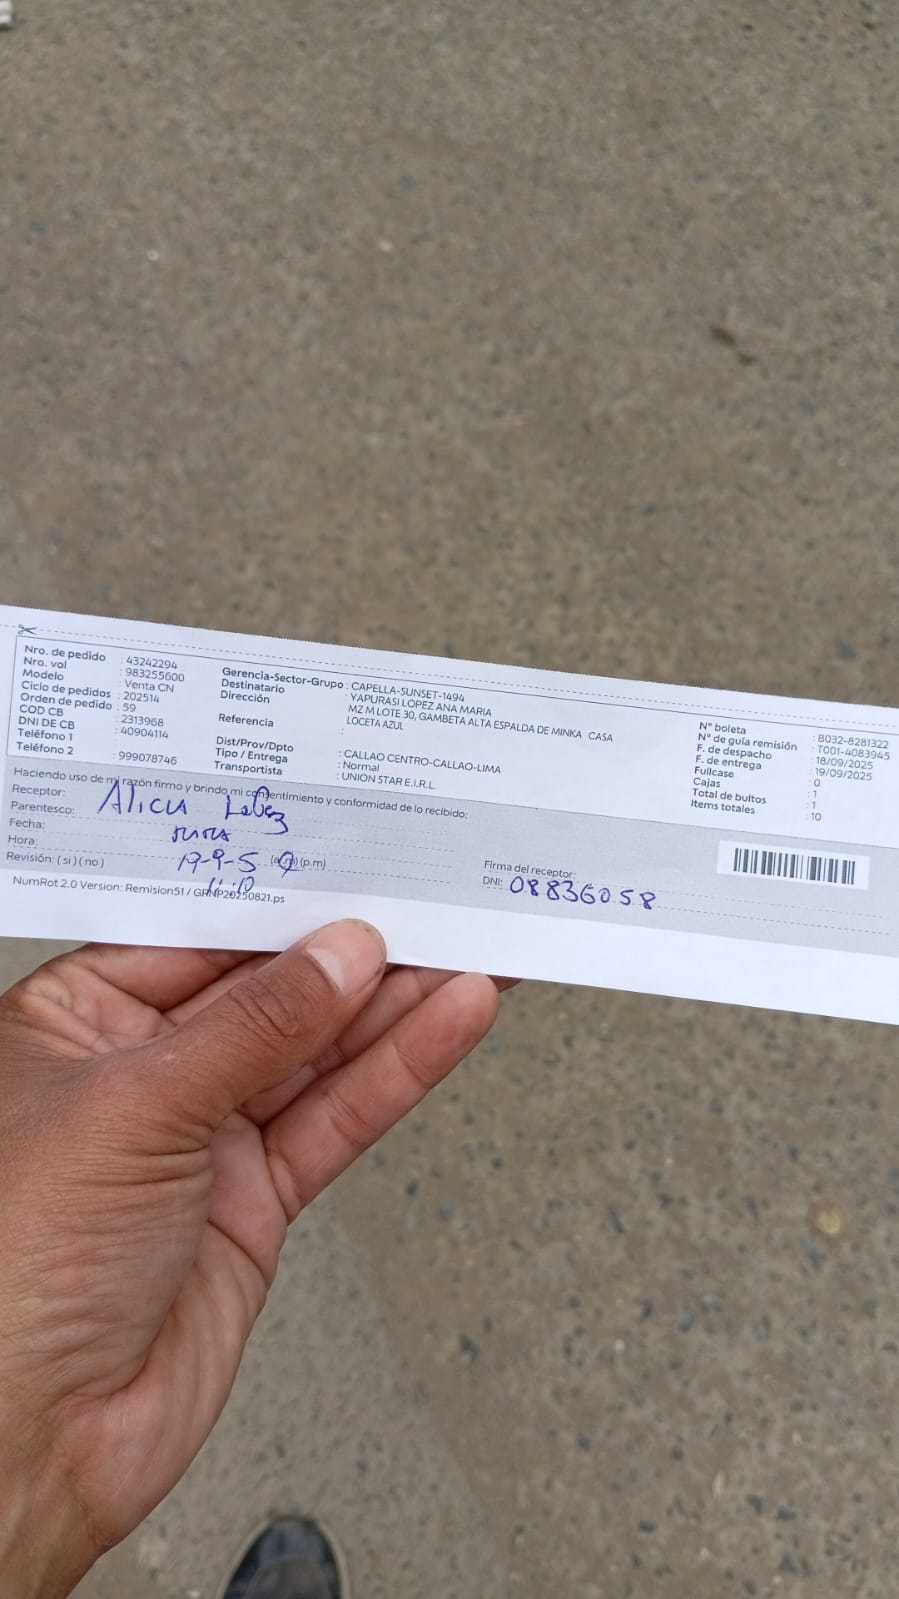 Nro. de pedido : 43242294
Nro. vol : 983255600
Modelo : Venta CN
Ciclo de pedidos : 202514
Orden de pedido : 59
COD CB : 2313968
DNI DE CB : 40904114
Teléfono 1
Teléfono 2 : 999078746
Gerencia-Sector-Grupo : CAPELLA-SUNSET-1494
Destinatario : YAPURASI LOPEZ ANA MARIA
Dirección : MZ M LOTE 30, GAMBETA ALTA ESPALDA DE MINKA CASA
LOCETA AZUL
Referencia :
Dist/Prov/Dpto : CALLAO CENTRO-CALLAO-LIMA
Tipo / Entrega : Normal
Transportista : UNION STAR E.I.R.L.
N° boleta : B032-8281322
N° de guía remisión : T001-4083945
F. de despacho : 18/09/2025
F. de entrega : 19/09/2025
Fullcase : 0
Cajas : 1
Total de bultos : 1
Items totales : 10
Haciendo uso de mi razón firmo y brindo mi consentimiento y conformidad de lo recibido:
Receptor: Alicia
Parentesco:
Fecha: 19-9-5
Hora: 11:10 (a.m) (p.m)
Revisión: ( si ) ( no )
Firma del receptor:
DNI: 08836058
NumRot 2.0 Version: Remision51 / GRNP20250821.ps